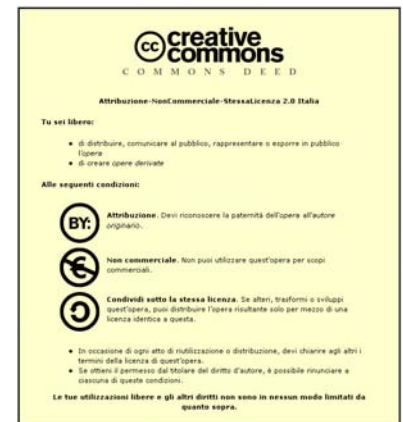 cc creative
commons
COMMONS DEED
Attribuzione-NonCommerciale-StessaLicenza 2.0 Italia
Tu sei libero:
• di distribuire, comunicare al pubblico, rappresentare o esporre in pubblico
l'opera
• di creare opere derivate
Alle seguenti condizioni:
BY:
Attribuzione. Devi riconoscere la paternità dell'opera all'autore
originario.
€
Non commerciale. Non puoi utilizzare quest'opera per scopi
commerciali.
Condividi sotto la stessa licenza. Se alteri, trasformi o sviluppi
quest'opera, puoi distribuire l'opera risultante solo per mezzo di una
licenza identica a questa.
• In occasione di ogni atto di riutilizzazione o distribuzione, devi chiarire agli altri i
termini della licenza di quest'opera.
• Se ottieni il permesso dal titolare del diritto d'autore, è possibile rinunciare a
ciascuna di queste condizioni.
Le tue utilizzazioni libere e gli altri diritti non sono in nessun modo limitati da
quanto sopra.